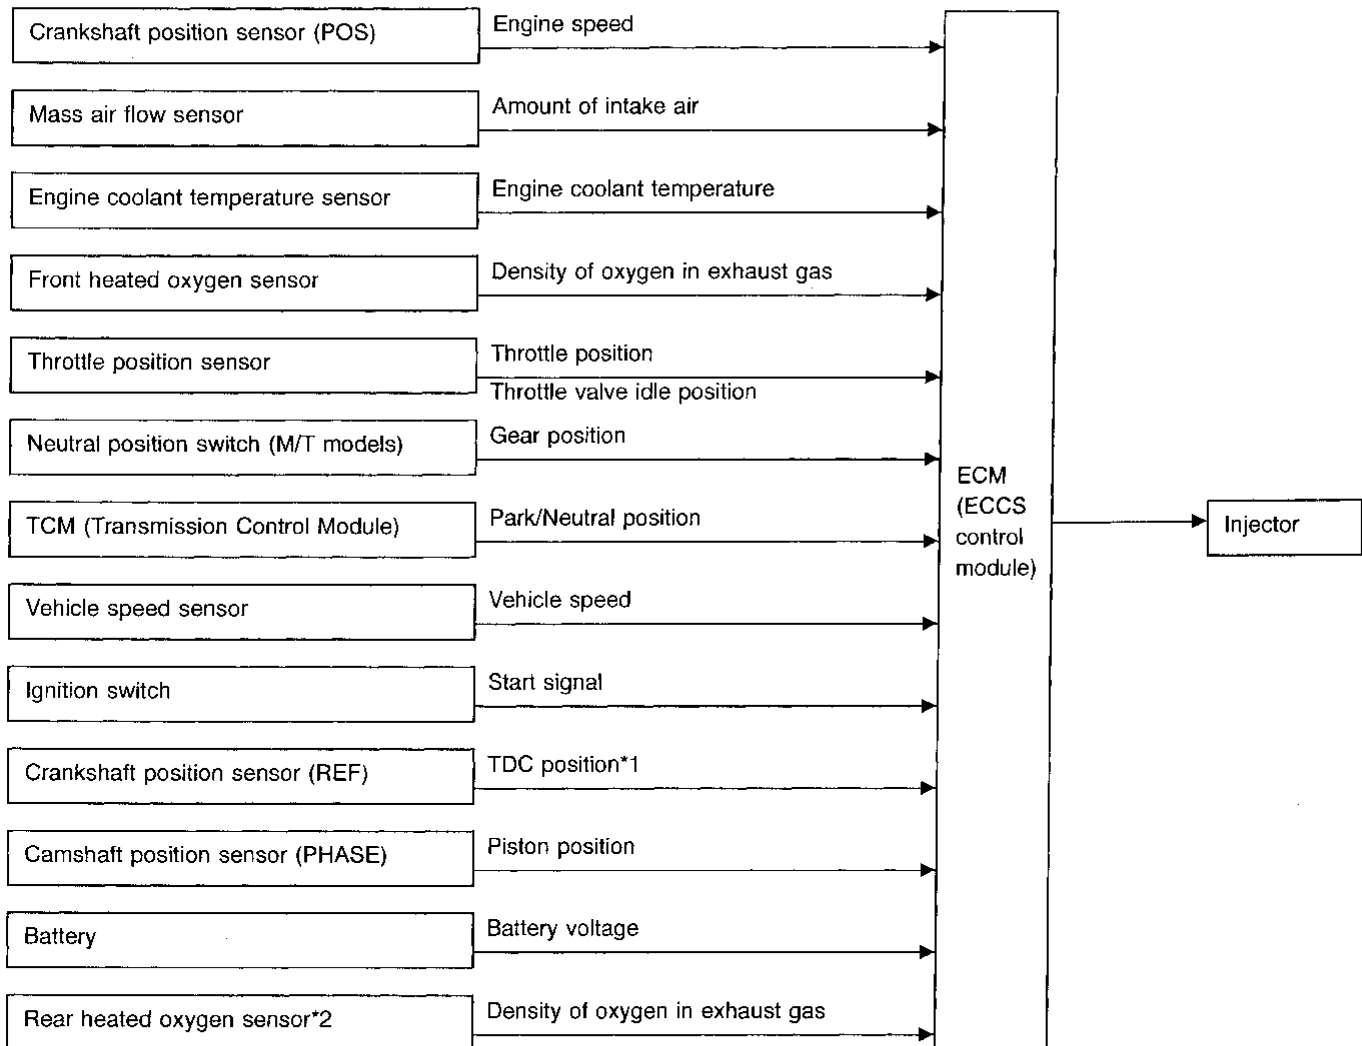 Crankshaft position sensor (POS)
Engine speed
Mass air flow sensor
Amount of intake air
Engine coolant temperature sensor
Engine coolant temperature
Front heated oxygen sensor
Density of oxygen in exhaust gas
Throttle position sensor
Throttle position
Throttle valve idle position
Neutral position switch (M/T models)
Gear position
TCM (Transmission Control Module)
Park/Neutral position
Vehicle speed sensor
Vehicle speed
Ignition switch
Start signal
Crankshaft position sensor (REF)
TDC position*1
Camshaft position sensor (PHASE)
Piston position
Battery
Battery voltage
Rear heated oxygen sensor*2
Density of oxygen in exhaust gas
ECM
(ECCS
control
module)
Injector